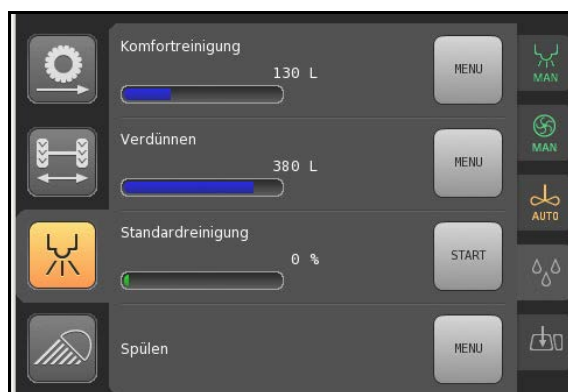 Komfortreinigung
130 L
MENU
MAN
Verdünnen
380 L
MENU
MAN
Standardreinigung
0 %
START
AUTO
Spülen
MENU